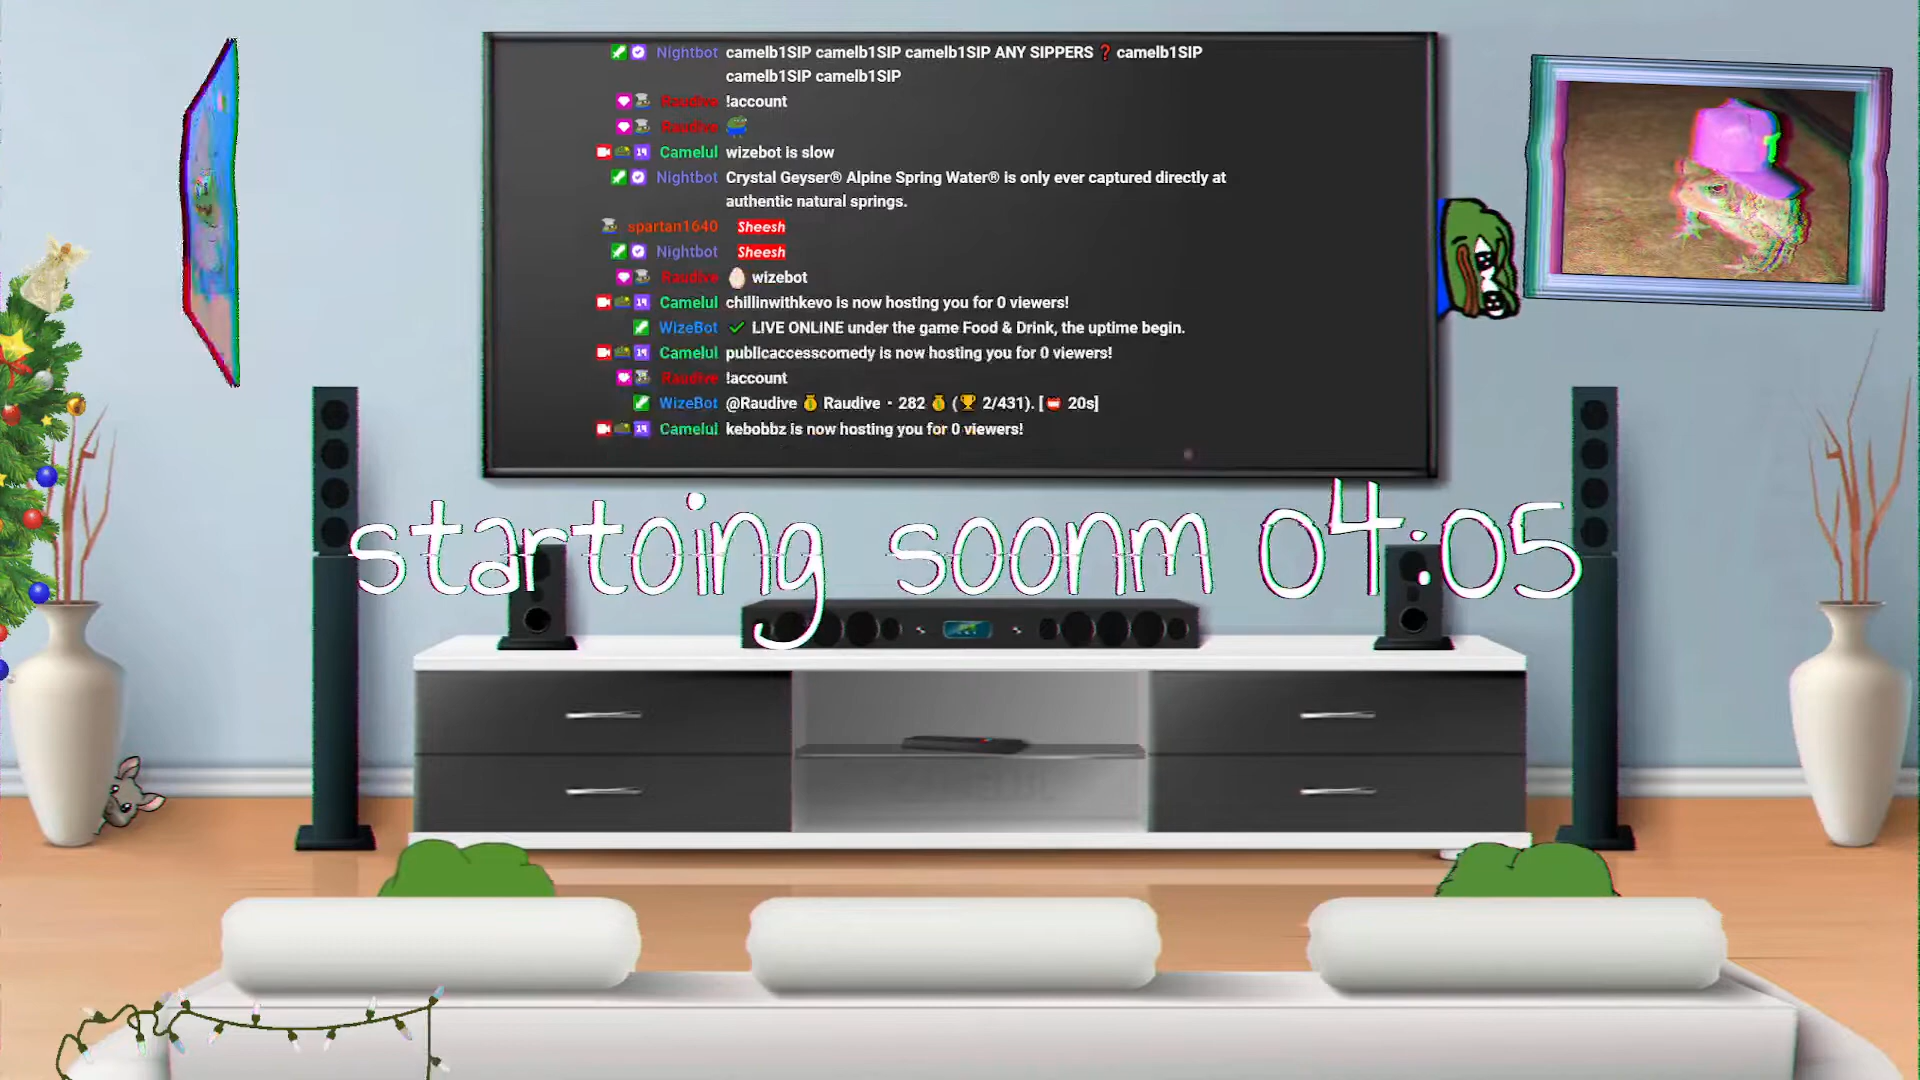 Nightbot camelb1SIP camelb1SIP camelb1SIP ANY SIPPERS ❓ camelb1SIP
camelb1SIP camelb1SIP
Raudive !account
Raudive
19 Camelul wizebot is slow
Nightbot Crystal Geyser® Alpine Spring Water® is only ever captured directly at
authentic natural springs.
spartan1640 Sheesh
Nightbot Sheesh
Raudive 🥚 wizebot
19 Camelul chillinwithkevo is now hosting you for 0 viewers!
WizeBot ✔ LIVE ONLINE under the game Food & Drink, the uptime begin.
19 Camelul publicaccesscomedy is now hosting you for 0 viewers!
Raudive !account
WizeBot @Raudive 💰 Raudive • 282 💰 (🏆 2/431). [📛 20s]
19 Camelul kebobbz is now hosting you for 0 viewers!
startoing soonm 04:05